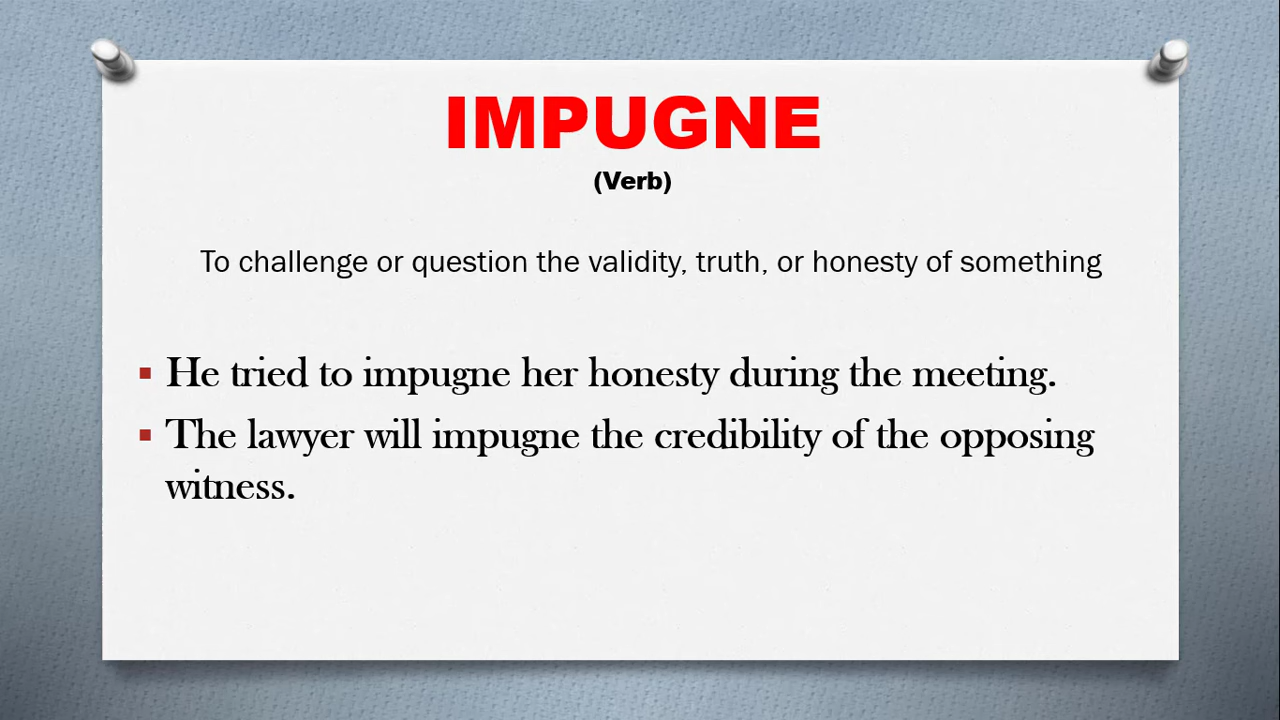 IMPUGNE
(Verb)
To challenge or question the validity, truth, or honesty of something
▪ He tried to impugne her honesty during the meeting.
▪ The lawyer will impugne the credibility of the opposing
witness.